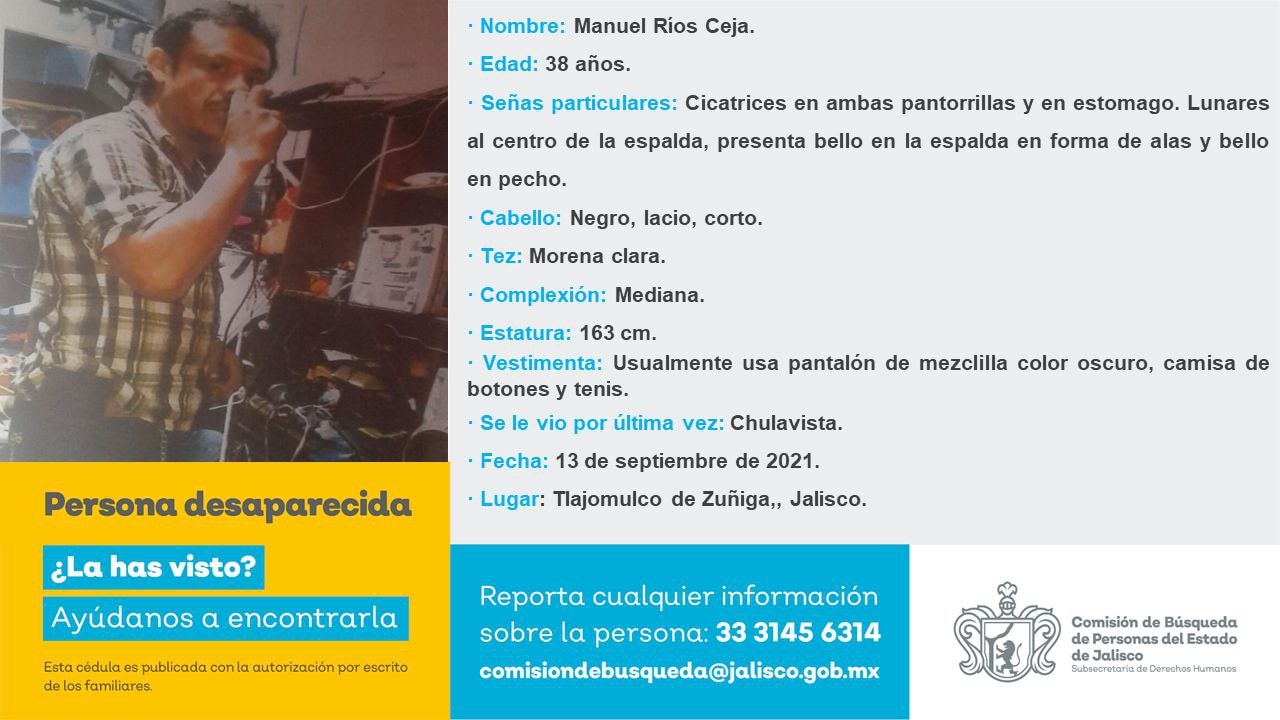 · Nombre: Manuel Ríos Ceja.
· Edad: 38 años.
· Señas particulares: Cicatrices en ambas pantorrillas y en estomago. Lunares
al centro de la espalda, presenta bello en la espalda en forma de alas y bello
en pecho.
· Cabello: Negro, lacio, corto.
· Tez: Morena clara.
· Complexión: Mediana.
· Estatura: 163 cm.
· Vestimenta: Usualmente usa pantalón de mezclilla color oscuro, camisa de
botones y tenis.
· Se le vio por última vez: Chulavista.
· Fecha: 13 de septiembre de 2021.
· Lugar: Tlajomulco de Zuñiga,, Jalisco.
Persona desaparecida
¿La has visto?
Ayúdanos a encontrarla
Esta cédula es publicada con la autorización por escrito
de los familiares.
Reporta cualquier información
sobre la persona: 33 3145 6314
comisiondebusqueda@jalisco.gob.mx
Comisión de Búsqueda
de Personas del Estado
de Jalisco
Subsecretaría de Derechos Humanos